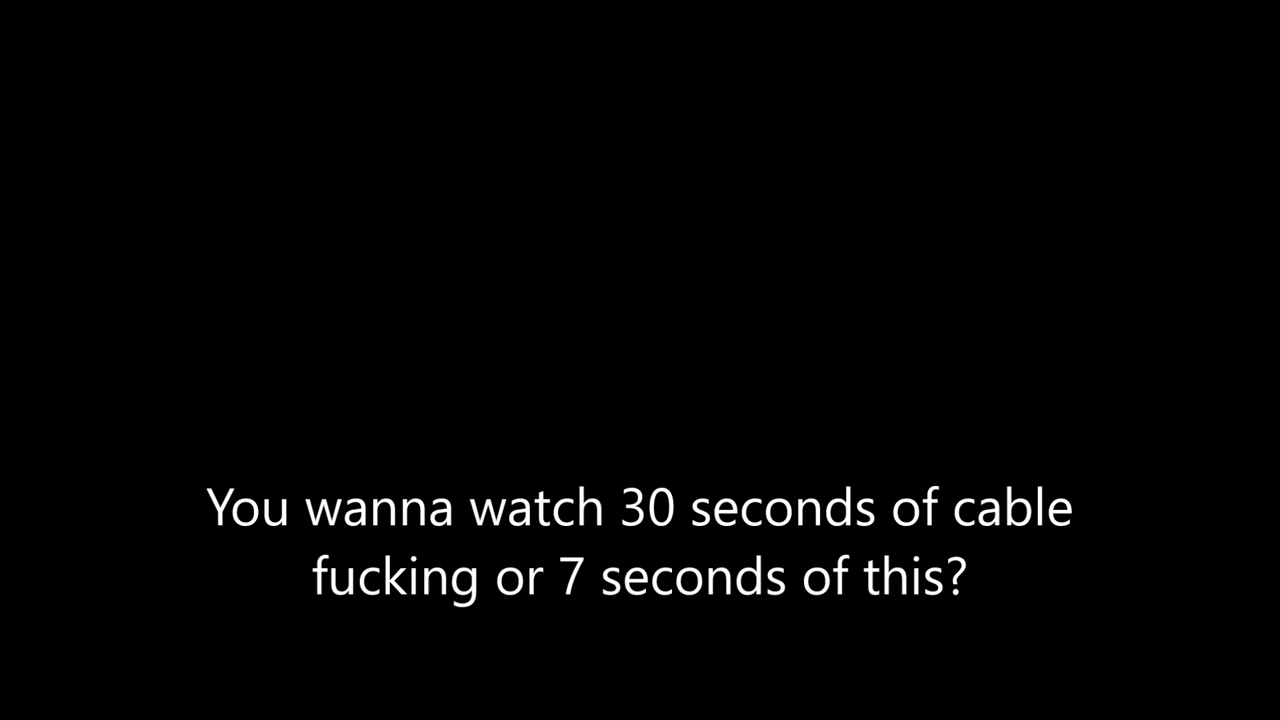 You wanna watch 30 seconds of cable
fucking or 7 seconds of this?